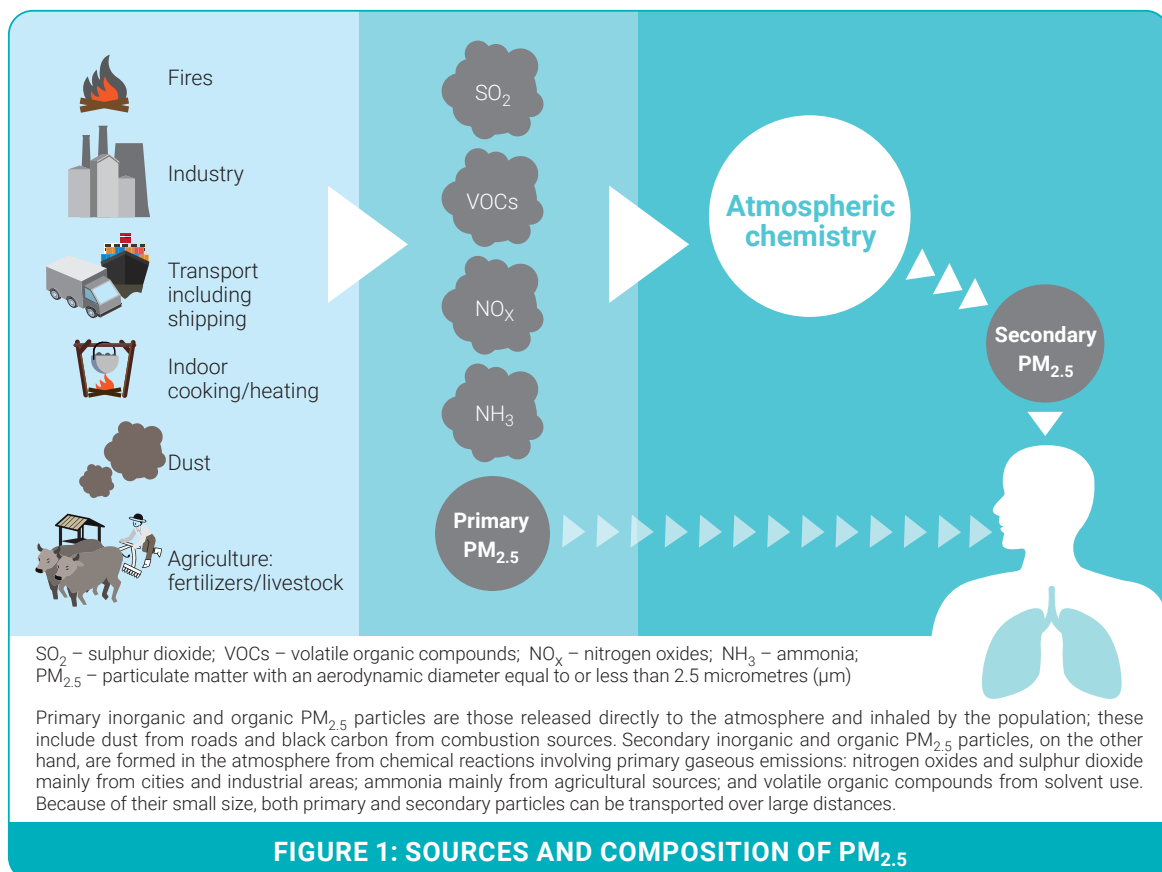 Fires
Industry
Transport
including
shipping
Indoor
cooking/heating
Dust
Agriculture:
fertilizers/livestock
SO₂
VOCs
NOₓ
NH₃
Primary
PM₂.₅
Atmospheric
chemistry
Secondary
PM₂.₅
SO₂ – sulphur dioxide; VOCs – volatile organic compounds; NOₓ – nitrogen oxides; NH₃ – ammonia;
PM₂.₅ – particulate matter with an aerodynamic diameter equal to or less than 2.5 micrometres (µm)
Primary inorganic and organic PM₂.₅ particles are those released directly to the atmosphere and inhaled by the population; these
include dust from roads and black carbon from combustion sources. Secondary inorganic and organic PM₂.₅ particles, on the other
hand, are formed in the atmosphere from chemical reactions involving primary gaseous emissions: nitrogen oxides and sulphur dioxide
mainly from cities and industrial areas; ammonia mainly from agricultural sources; and volatile organic compounds from solvent use.
Because of their small size, both primary and secondary particles can be transported over large distances.
FIGURE 1: SOURCES AND COMPOSITION OF PM₂.₅